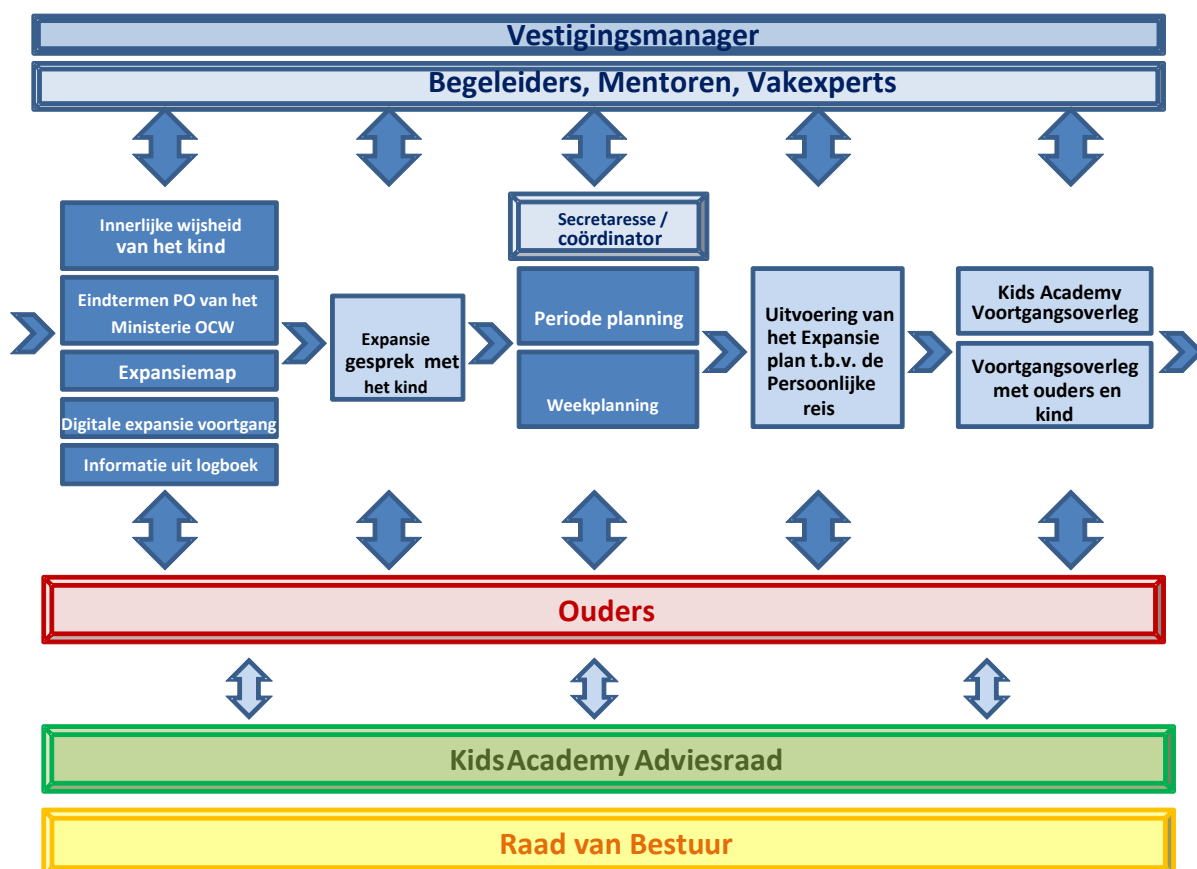 Vestigingsmanager
Begeleiders, Mentoren, Vakexperts
Innerlijke wijsheid
van het kind
Eindtermen PO van het
Ministerie OCW
Expansiemap
Digitale expansie voortgang
Informatie uit logboek
Expansie
gesprek met
het kind
Secretaresse /
coördinator
Periode planning
Weekplanning
Uitvoering van
het Expansie
plan t.b.v. de
Persoonlijke
reis
Kids Academy
Voortgangsoverleg
Voortgangsoverleg
met ouders en
kind
Ouders
KidsAcademy Adviesraad
Raad van Bestuur